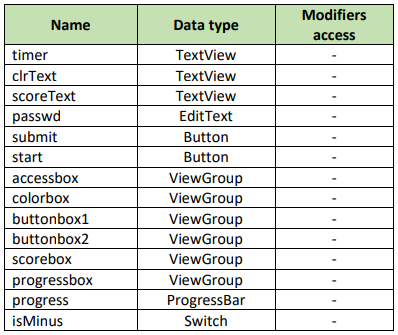 Name Data type Modifiers access
timer TextView -
clrText TextView -
scoreText TextView -
passwd EditText -
submit Button -
start Button -
accessbox ViewGroup -
colorbox ViewGroup -
buttonbox1 ViewGroup -
buttonbox2 ViewGroup -
scorebox ViewGroup -
progressbox ViewGroup -
progress ProgressBar -
isMinus Switch -